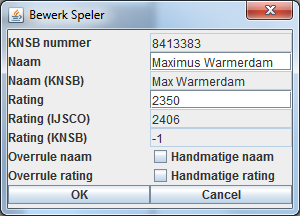 Bewerk Speler
KNSB nummer 8413383
Naam Maximus Warmerdam
Naam (KNSB) Max Warmerdam
Rating 2350
Rating (IJSCO) 2406
Rating (KNSB) -1
Overrule naam Handmatige naam
Overrule rating Handmatige rating
OK Cancel